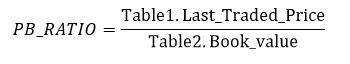 PB_RATIO = Table1.Last_Traded_Price / Table2.Book_value